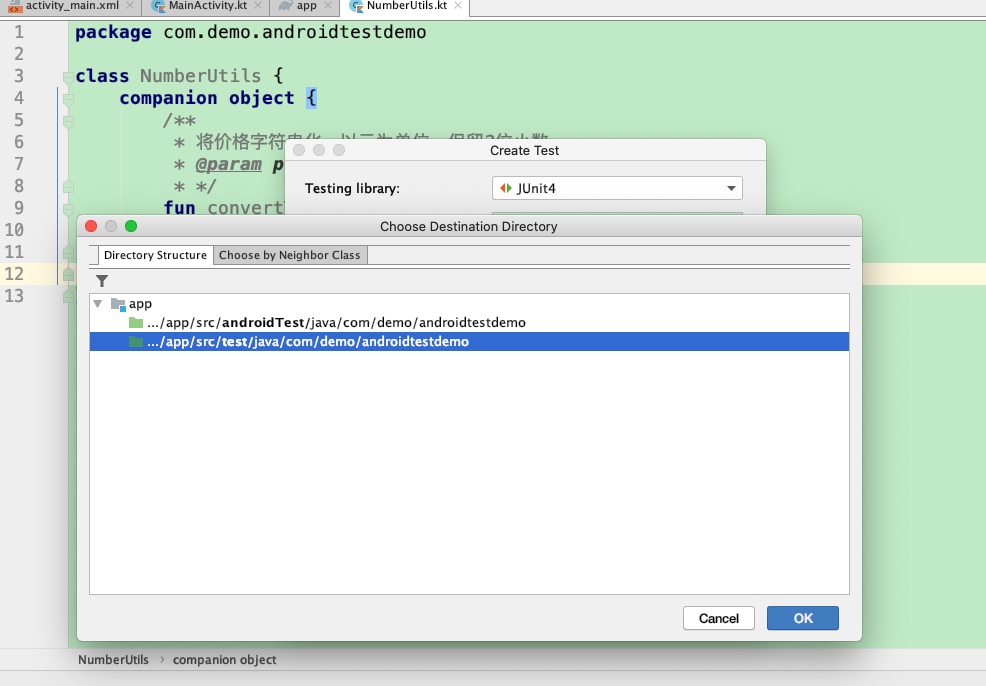 activity_main.xml MainActivity.kt app NumberUtils.kt
1 package com.demo.androidtestdemo
2
3 class NumberUtils {
4 companion object {
5 /**
6 * 将价格字符串化，以元为单位，保留2位小数
7 * @param p
8 * */
9 fun convert
10
11
12
13
Create Test
Testing library: JUnit4
Choose Destination Directory
Directory Structure Choose by Neighbor Class
app
.../app/src/androidTest/java/com/demo/androidtestdemo
.../app/src/test/java/com/demo/androidtestdemo
Cancel OK
NumberUtils › companion object